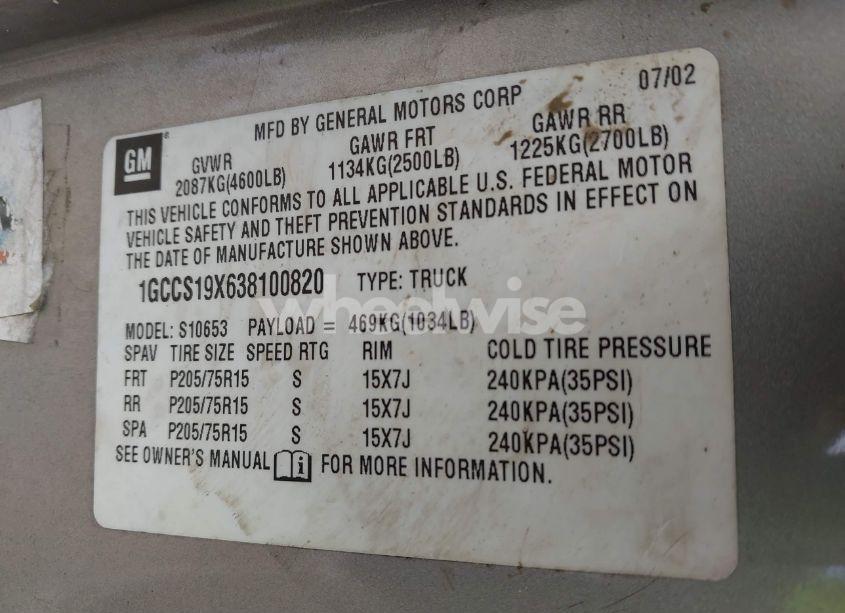 07/02
MFD BY GENERAL MOTORS CORP
GM ®
GVWR GAWR FRT GAWR RR
2087KG(4600LB) 1134KG(2500LB) 1225KG(2700LB)
THIS VEHICLE CONFORMS TO ALL APPLICABLE U.S. FEDERAL MOTOR
VEHICLE SAFETY AND THEFT PREVENTION STANDARDS IN EFFECT ON
THE DATE OF MANUFACTURE SHOWN ABOVE.
1GCCS19X638100820 TYPE: TRUCK
wheelwise
MODEL: S10653 PAYLOAD = 469KG(1034LB)
SPAV TIRE SIZE SPEED RTG RIM COLD TIRE PRESSURE
FRT P205/75R15 S 15X7J 240KPA(35PSI)
RR P205/75R15 S 15X7J 240KPA(35PSI)
SPA P205/75R15 S 15X7J 240KPA(35PSI)
SEE OWNER'S MANUAL i FOR MORE INFORMATION.